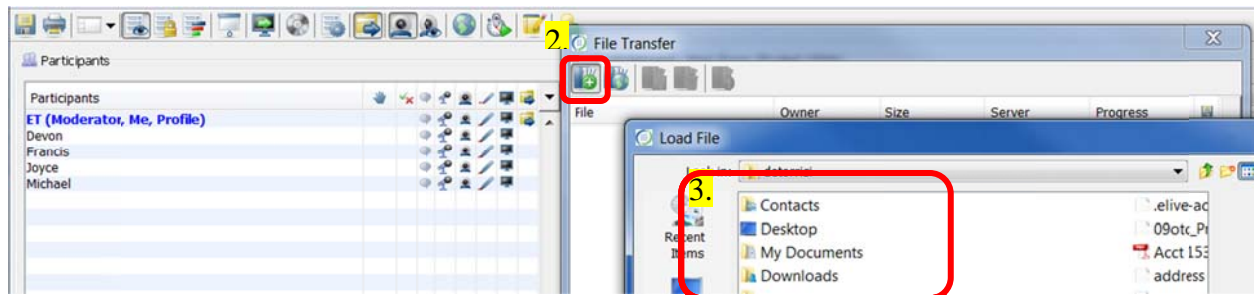 2.
File Transfer
Participants
Participants
ET (Moderator, Me, Profile)
Devon
Francis
Joyce
Michael
File Owner Size Server Progress
Load File
3.
Contacts
Desktop
My Documents
Downloads
Recent
Items
.elive-ac
09otc_Pr
Acct 153
address